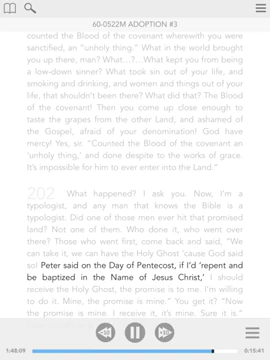 60-0522M ADOPTION #3
counted the Blood of the covenant wherewith you were
sanctified, an “unholy thing.” What in the world brought
you up there, man? What…?…What kept you from being
a low-down sinner? What took sin out of your life, and
smoking and drinking, and women and things out of your
life, that shouldn't been there? What did that? The Blood
of the covenant! Then you come up close enough to
taste the grapes from the other Land, and ashamed of
the Gospel, afraid of your denomination! God have
mercy! Yes, sir. “Counted the Blood of the covenant an
‘unholy thing,’ and done despite to the works of grace.
It's impossible for him to ever enter into the Land.”
202 What happened? I ask you. Now, I'm a
typologist, and any man that knows the Bible is a
typologist. Did one of those men ever hit that promised
land? Not one of them. Who done it, who went over
there? Those who went first, come back and said, “We
can take it, we can have the Holy Ghost 'cause God said
so! Peter said on the Day of Pentecost, if I'd ‘repent and
be baptized in the Name of Jesus Christ,’ I should
receive the Holy Ghost, the promise is to me. I'm willing
to do it. Mine, the promise is mine.” You get it? “Now
the promise is mine. I receive it, it's mine. Sure it is.”
1:48:09
0:15:41